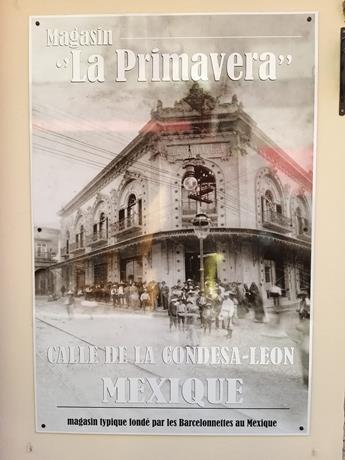 Magasin
"La Primavera"
CALLE DE LA CONDESA-LEON
MEXIQUE
magasin typique fondé par les Barcelonnettes au Mexique